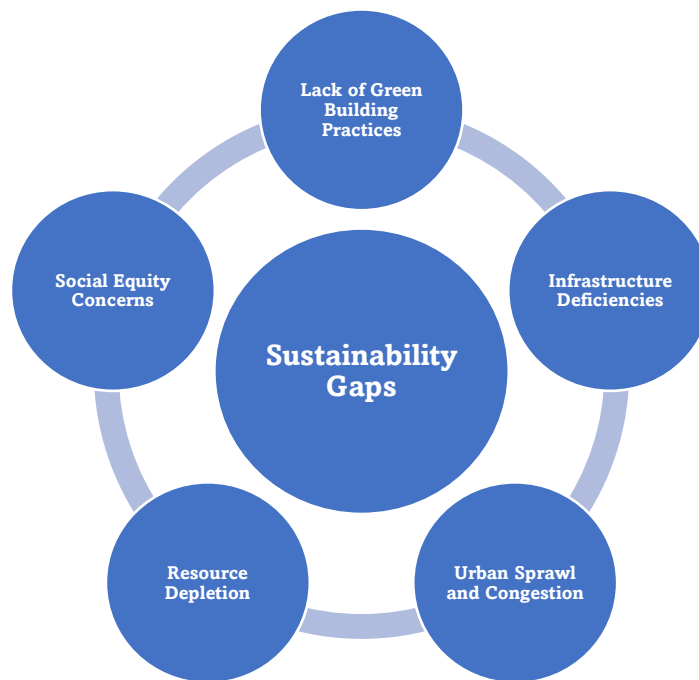 Lack of Green
Building
Practices
Social Equity
Concerns
Infrastructure
Deficiencies
Sustainability
Gaps
Resource
Depletion
Urban Sprawl
and Congestion